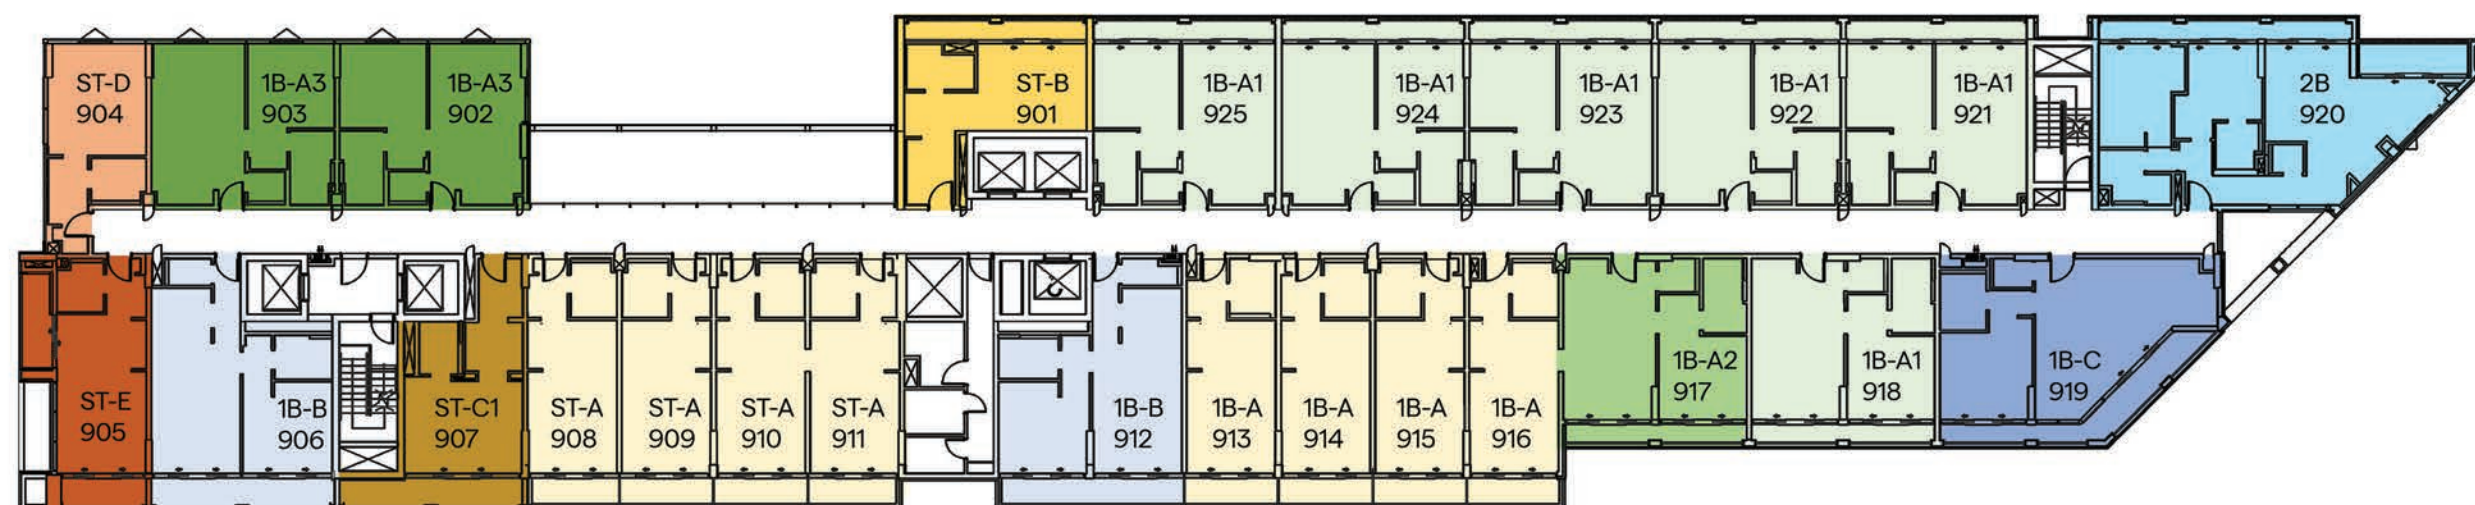 ST-D
904
1B-A3
903
1B-A3
902
ST-B
901
1B-A1
925
1B-A1
924
1B-A1
923
1B-A1
922
1B-A1
921
2B
920
ST-E
905
1B-B
906
ST-C1
907
ST-A
908
ST-A
909
ST-A
910
ST-A
911
1B-B
912
1B-A
913
1B-A
914
1B-A
915
1B-A
916
1B-A2
917
1B-A1
918
1B-C
919